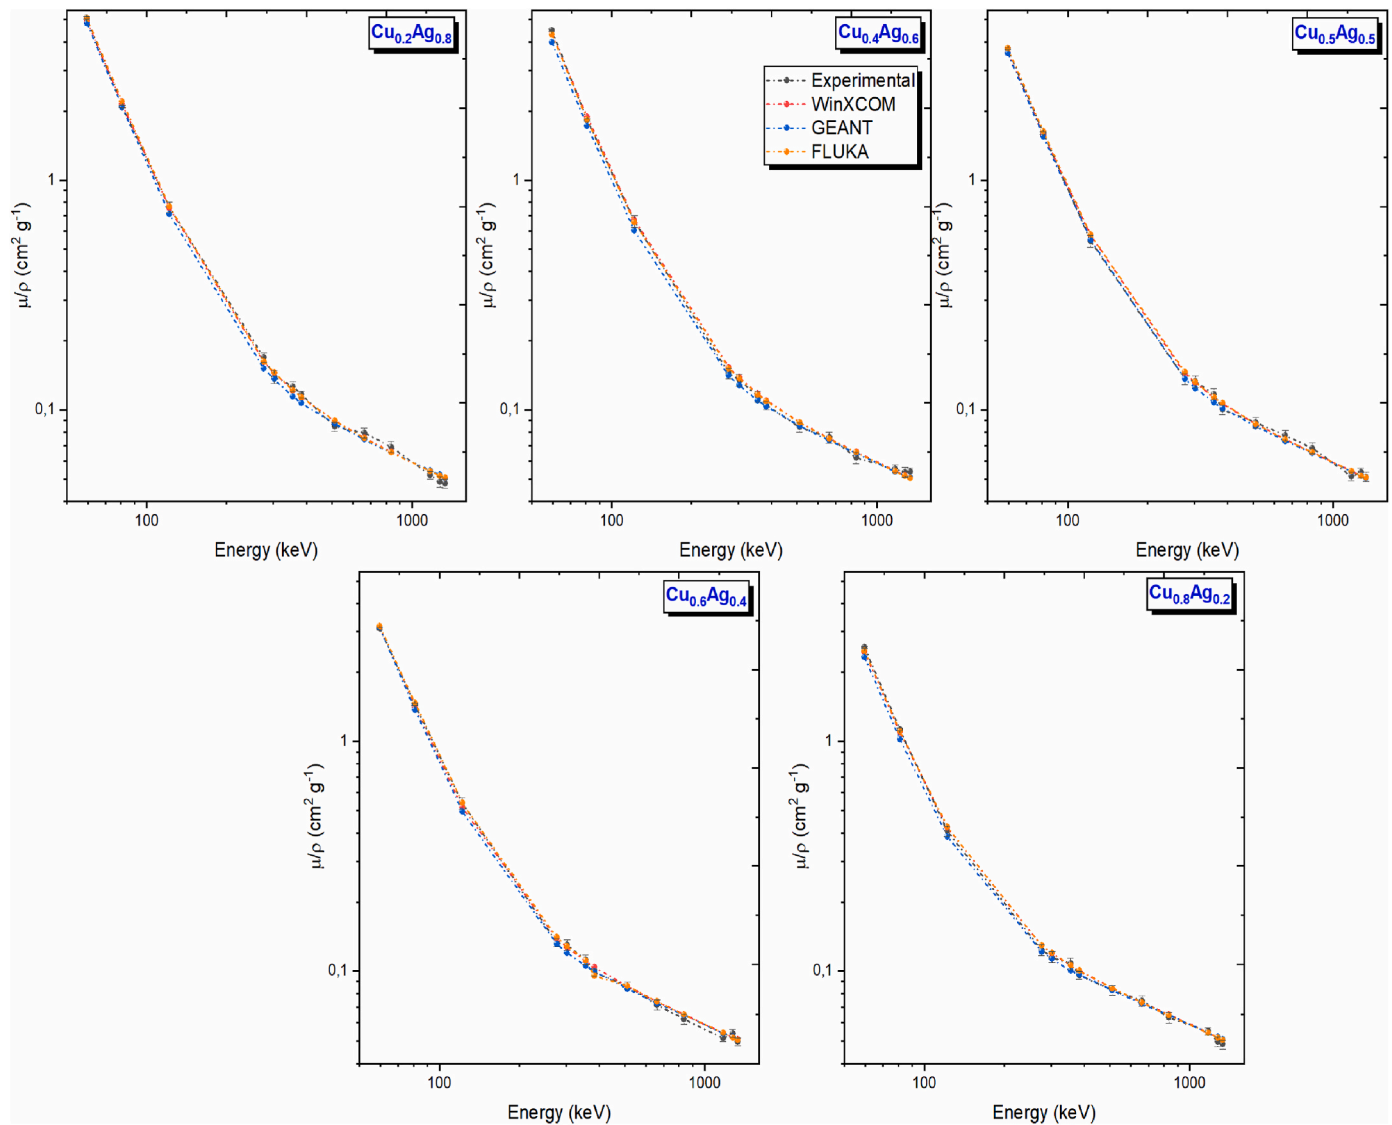 Cu0.2Ag0.8
1
0,1
μ/ρ (cm2 g-1)
100
1000
Energy (keV)
Cu0.4Ag0.6
Experimental
WinXCOM
GEANT
FLUKA
1
0,1
μ/ρ (cm2 g-1)
100
1000
Energy (keV)
Cu0.5Ag0.5
1
0,1
μ/ρ (cm2 g-1)
100
1000
Energy (keV)
Cu0.6Ag0.4
1
0,1
μ/ρ (cm2 g-1)
100
1000
Energy (keV)
Cu0.8Ag0.2
1
0,1
μ/ρ (cm2 g-1)
100
1000
Energy (keV)